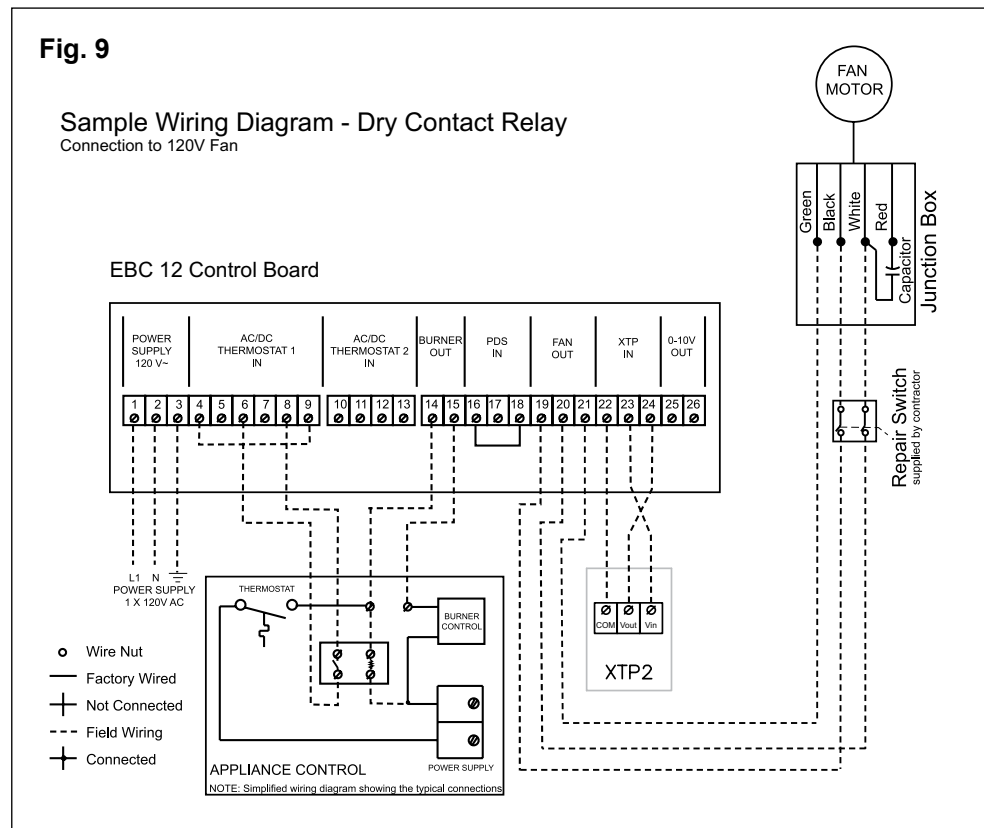 Fig. 9
Sample Wiring Diagram - Dry Contact Relay
Connection to 120V Fan
FAN
MOTOR
Green
Black
White
Red
Capacitor
Junction Box
EBC 12 Control Board
POWER
SUPPLY
120 V~
AC/DC
THERMOSTAT 1
IN
AC/DC
THERMOSTAT 2
IN
BURNER
OUT
PDS
IN
FAN
OUT
XTP
IN
0-10V
OUT
1 2 3 4 5 6 7 8 9 10 11 12 13 14 15 16 17 18 19 20 21 22 23 24 25 26
Repair Switch
supplied by contractor
L1 N
POWER SUPPLY
1 X 120V AC
THERMOSTAT
BURNER
CONTROL
COM Vout Vin
XTP2
Wire Nut
Factory Wired
Not Connected
Field Wiring
Connected
POWER SUPPLY
APPLIANCE CONTROL
NOTE: Simplified wiring diagram showing the typical connections